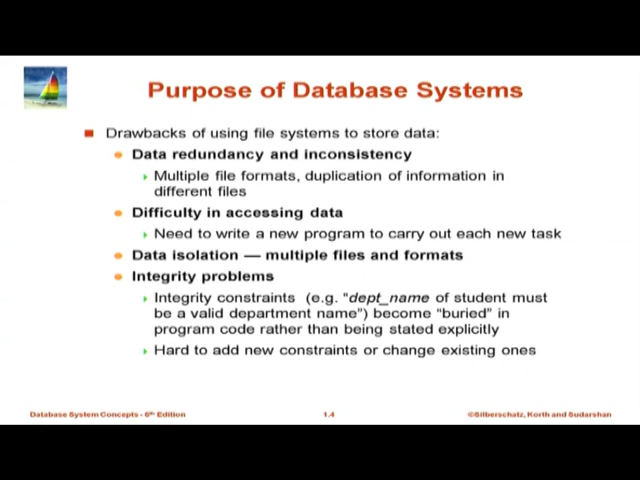 Purpose of Database Systems
Drawbacks of using file systems to store data:
Data redundancy and inconsistency
Multiple file formats, duplication of information in
different files
Difficulty in accessing data
Need to write a new program to carry out each new task
Data isolation — multiple files and formats
Integrity problems
Integrity constraints (e.g. "dept_name of student must
be a valid department name") become "buried" in
program code rather than being stated explicitly
Hard to add new constraints or change existing ones
Database System Concepts - 6th Edition
1.4
©Silberschatz, Korth and Sudarshan